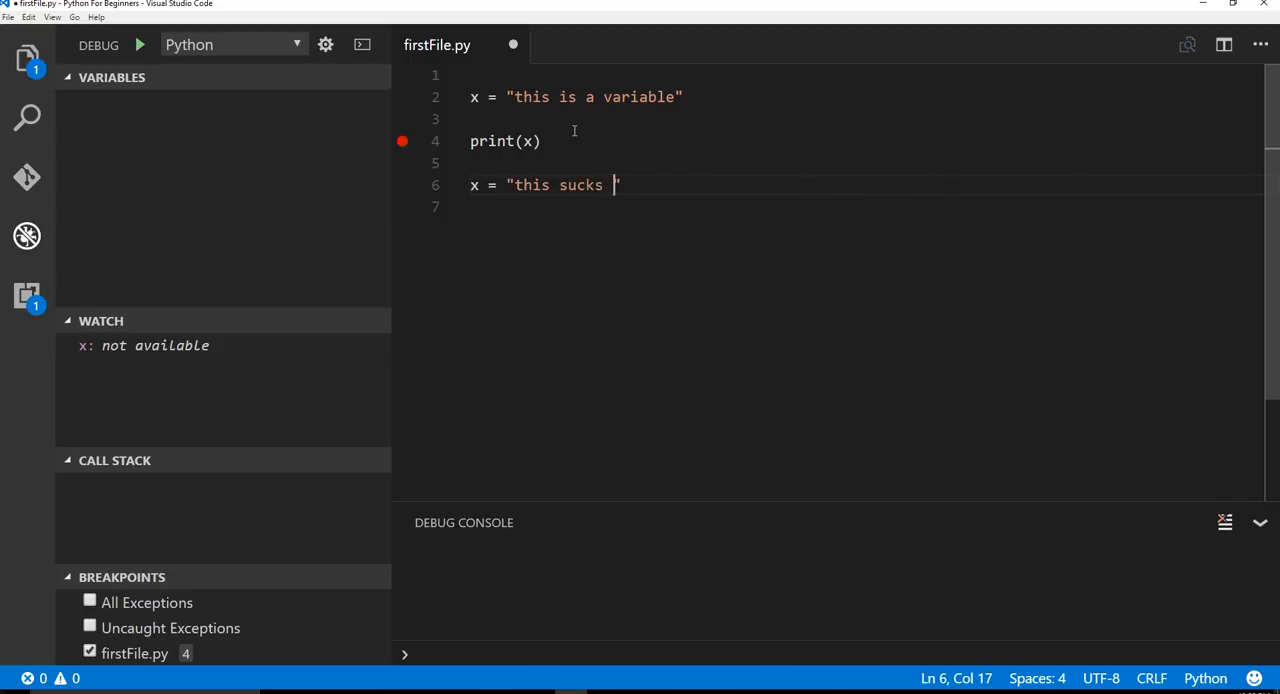 ● firstFile.py - Python For Beginners - Visual Studio Code
File Edit View Go Help
DEBUG Python
firstFile.py
1
VARIABLES
1
2 x = "this is a variable"
3
4 print(x)
5
6 x = "this sucks "
7
1
WATCH
x: not available
CALL STACK
DEBUG CONSOLE
BREAKPOINTS
All Exceptions
Uncaught Exceptions
firstFile.py 4
0 0 Ln 6, Col 17 Spaces: 4 UTF-8 CRLF Python